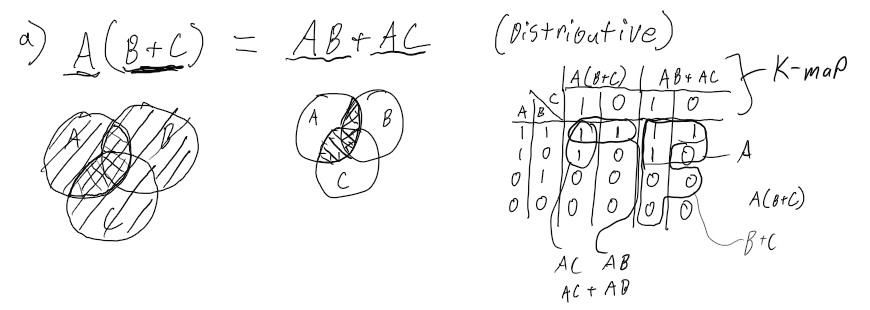 a) A(B+C) = AB+AC (Distributive)
A B
C
A B
C
A(B+C) AB+AC
A B C 1 0 1 0 K-map
1 1 1 1 1 1
1 0 1 0 1 0 A
0 1 0 0 0 0
0 0 0 0 0 0
A(B+C)
B+C
AC AB
AC + AB